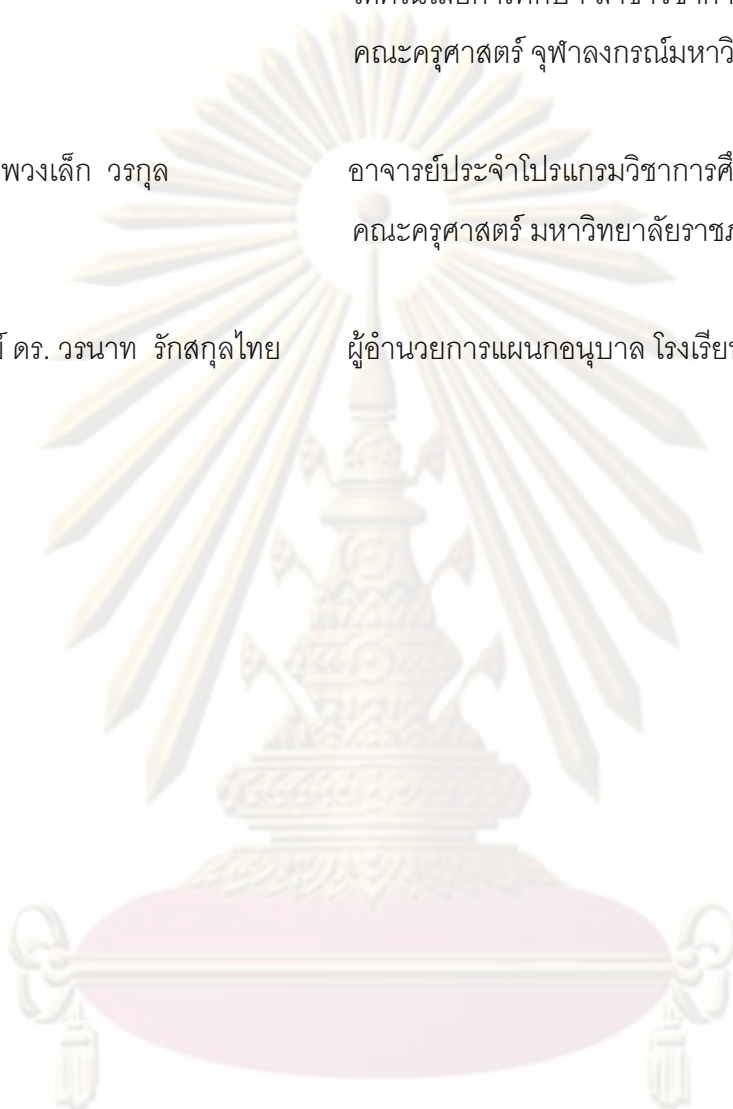 คณะครุศาสตร์ จุฬาลงกรณ์มหาวิ
พวงเล็ก วรกุล อาจารย์ประจำโปรแกรมวิชาการศึ
คณะครุศาสตร์ มหาวิทยาลัยราชภ
ดร. วรนาท รักสกุลไทย ผู้อำนวยการแผนกอนุบาล โรงเรียน